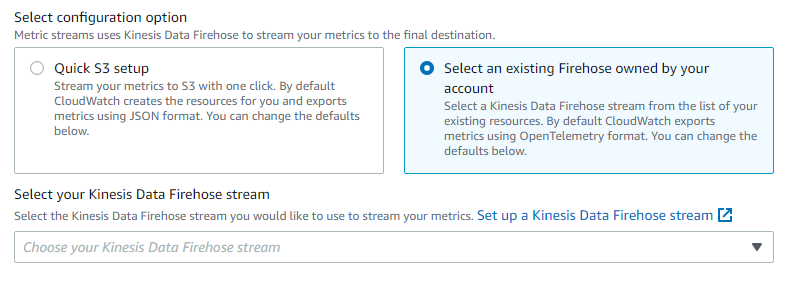 Select configuration option
Metric streams uses Kinesis Data Firehose to stream your metrics to the final destination.
Quick S3 setup
Stream your metrics to S3 with one click. By default
CloudWatch creates the resources for you and exports
metrics using JSON format. You can change the defaults
below.
Select an existing Firehose owned by your
account
Select a Kinesis Data Firehose stream from the list of your
existing resources. By default CloudWatch exports
metrics using OpenTelemetry format. You can change the
defaults below.
Select your Kinesis Data Firehose stream
Select the Kinesis Data Firehose stream you would like to use to stream your metrics. Set up a Kinesis Data Firehose stream
Choose your Kinesis Data Firehose stream